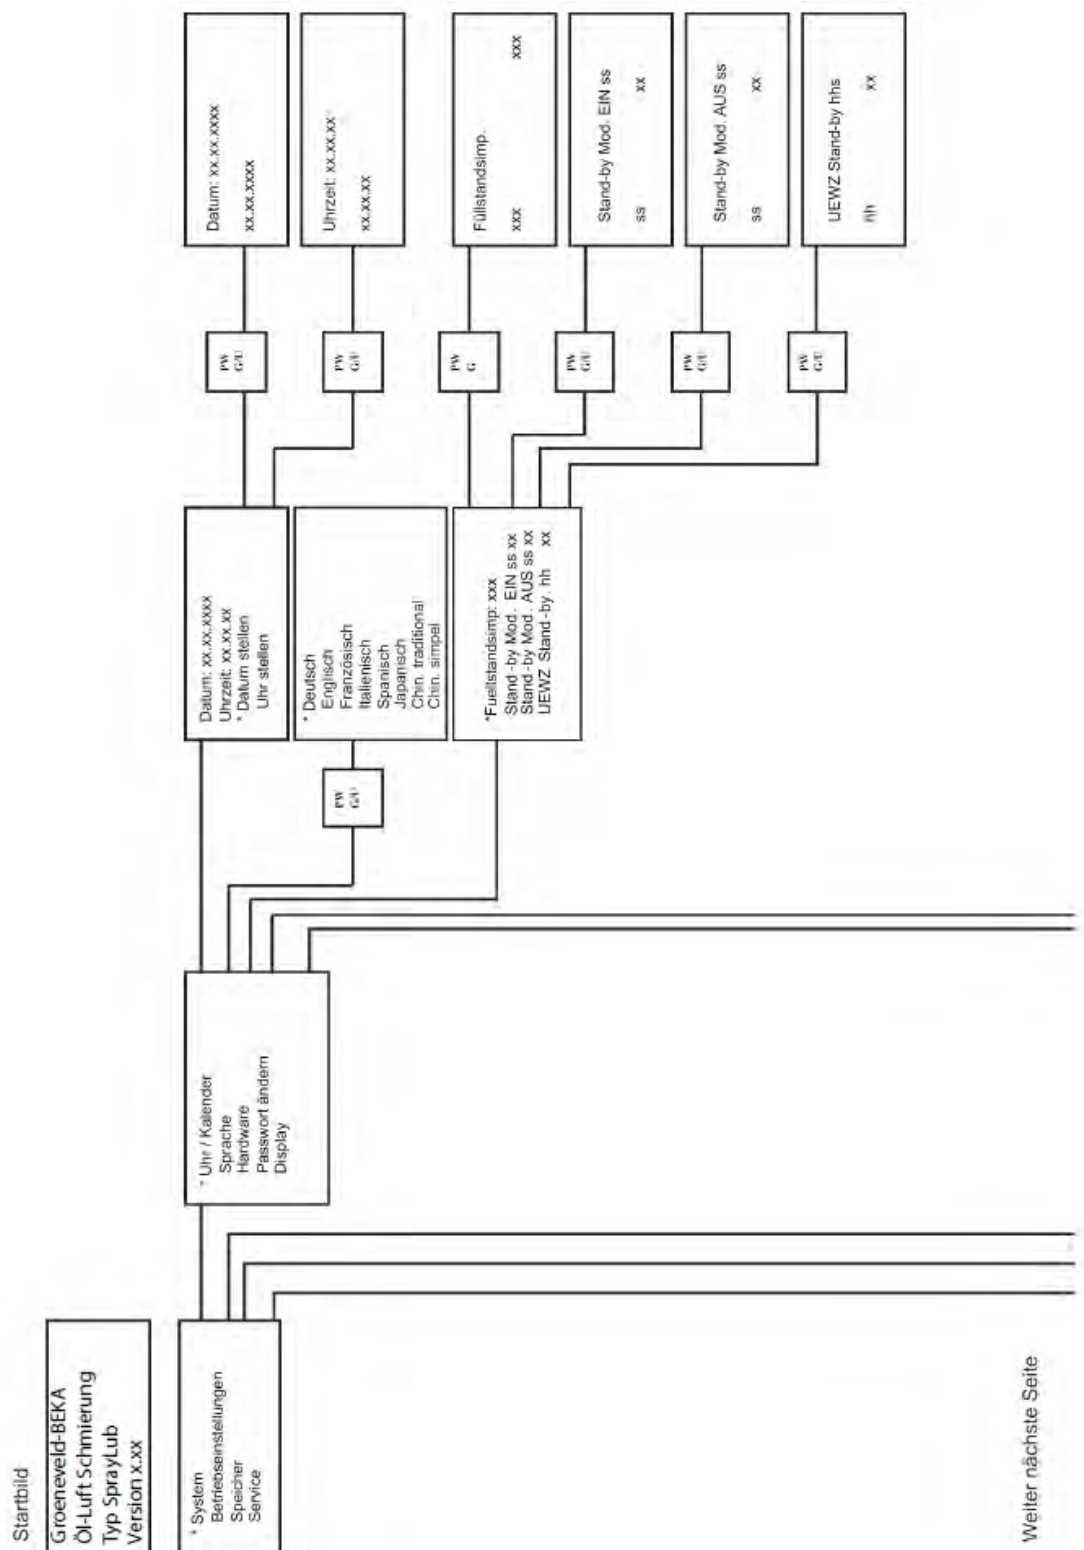 Startbild
Groeneveld-BEKA
Öl-Luft Schmierung
Typ SprayLub
Version x.xx
* System
Betriebseinstellungen
Speicher
Service
* Uhr / Kalender
Sprache
Hardware
Passwort ändern
Display
Datum: xx.xx.xxxx
Uhrzeit: xx.xx.xx
* Datum stellen
Uhr stellen
PW
G/U
Datum: xx.xx.xxxx
xx.xx.xxxx
PW
G/U
Uhrzeit: xx.xx.xx
xx.xx.xx
PW
G/U
* Deutsch
Englisch
Französisch
Italienisch
Spanisch
Japanisch
Chin. traditional
Chin. simpel
*Fuellstandsimp: xxx
Stand-by Mod. EIN ss xx
Stand-by Mod. AUS ss xx
UEWZ Stand-by. hh xx
PW
G
Füllstandsimp.
xxx xxx
PW
G/U
Stand-by Mod. EIN ss
ss xx
PW
G/U
Stand-by Mod. AUS ss
ss xx
PW
G/U
UEWZ Stand-by hhs
hh xx
Weiter nächste Seite